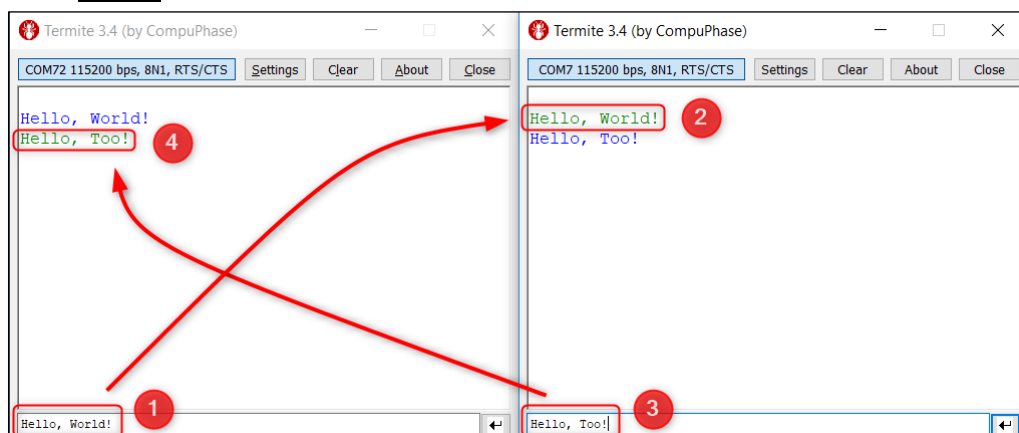 Termite 3.4 (by CompuPhase)
COM72 115200 bps, 8N1, RTS/CTS Settings Clear About Close
Hello, World!
Hello, Too! 4
1
Hello, World!
Termite 3.4 (by CompuPhase)
COM7 115200 bps, 8N1, RTS/CTS Settings Clear About Close
Hello, World! 2
Hello, Too!
3
Hello, Too!